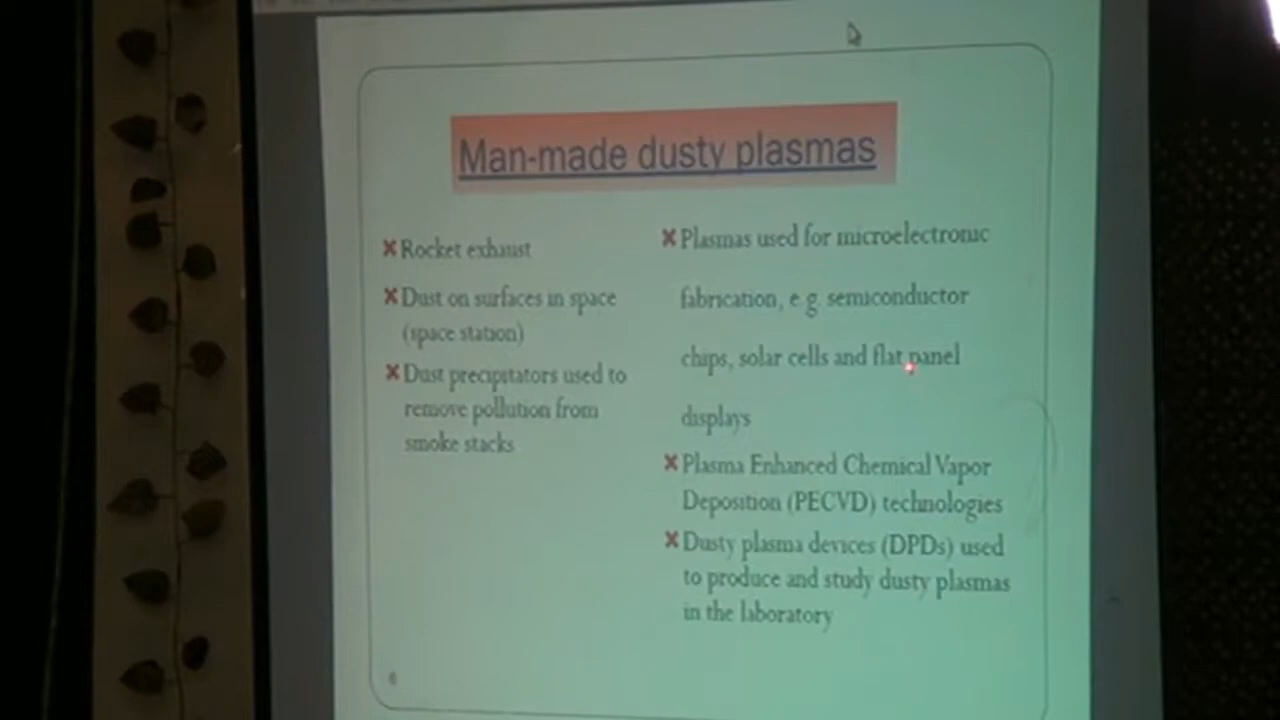 Man-made dusty plasmas
Rocket exhaust
Dust on surfaces in space
(space station)
Dust precipitators used to
remove pollution from
smoke stacks
Plasmas used for microelectronic
fabrication, e.g. semiconductor
chips, solar cells and flat panel
displays
Plasma Enhanced Chemical Vapor
Deposition (PECVD) technologies
Dusty plasma devices (DPDs) used
to produce and study dusty plasmas
in the laboratory
6